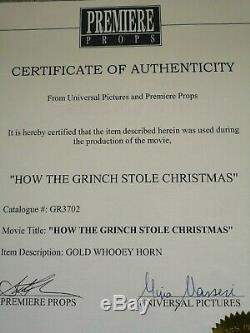 PREMIERE
PROPS
CERTIFICATE OF AUTHENTICITY
From Universal Pictures and Premiere Props
It is hereby certified that the item described herein was used during
the production of the movie,
"HOW THE GRINCH STOLE CHRISTMAS"
Catalogue #: GR3702
Movie Title: "HOW THE GRINCH STOLE CHRISTMAS"
Item Description: GOLD WHOOEY HORN
PREMIERE PROPS
UNIVERSAL PICTURES